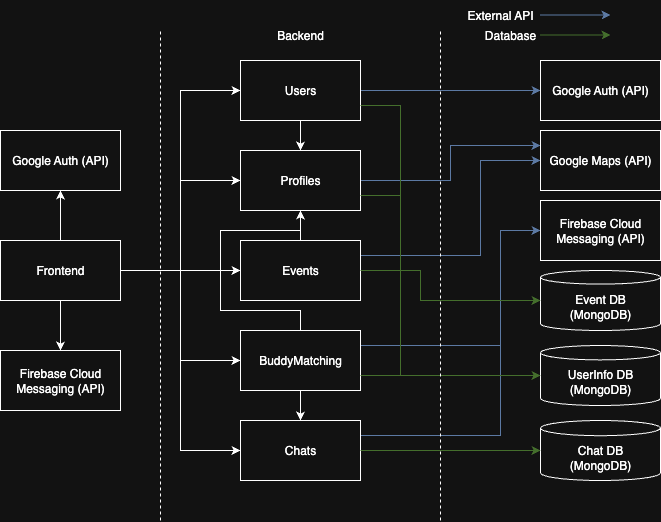 External API
Database
Backend
Users
Google Auth (API)
Google Auth (API)
Profiles
Google Maps (API)
Firebase Cloud
Messaging (API)
Frontend
Events
Event DB
(MongoDB)
BuddyMatching
Firebase Cloud
Messaging (API)
UserInfo DB
(MongoDB)
Chats
Chat DB
(MongoDB)